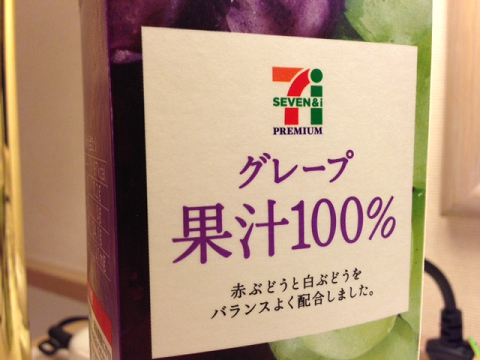 SEVEN&i
PREMIUM
グレープ
果汁100%
赤ぶどうと白ぶどうを
バランスよく配合しました。